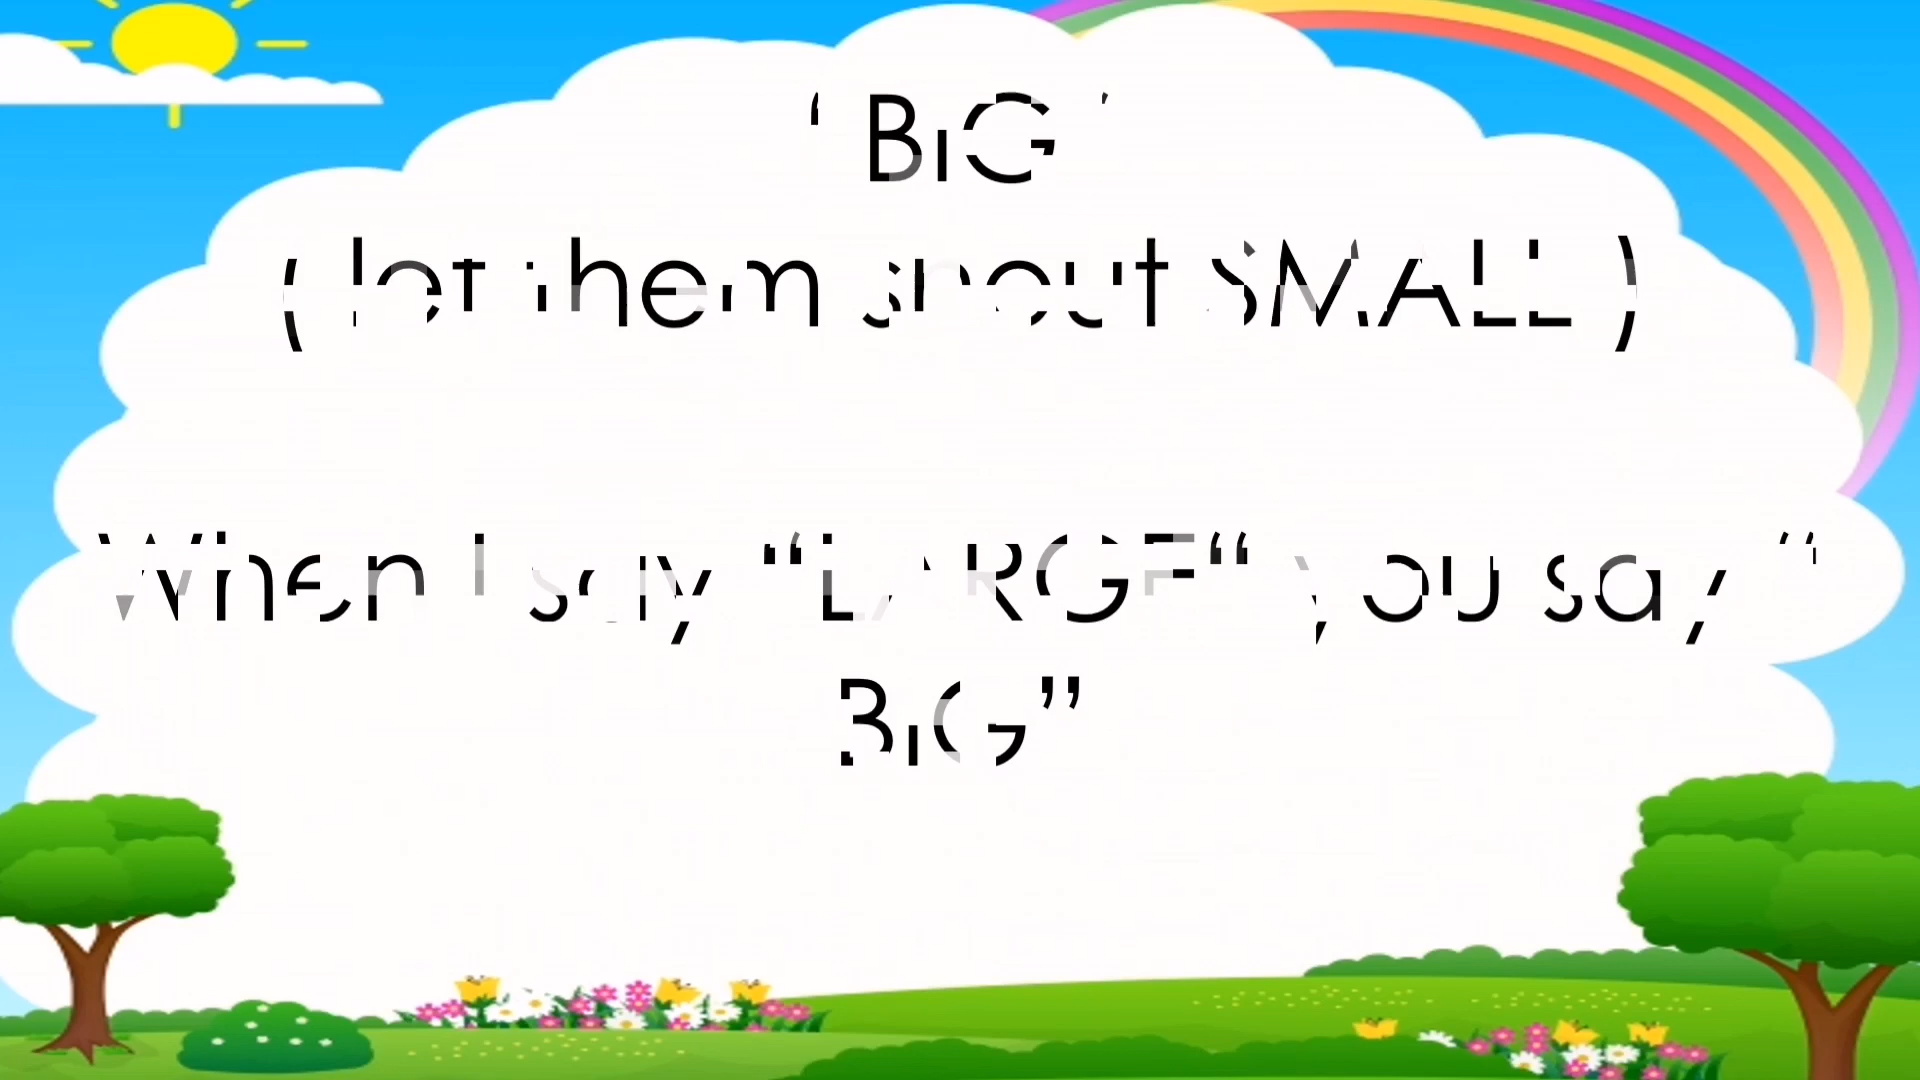 ‘ BIG ’
( let them shout SMALL )
When I say “LARGE“ you say ”
BIG”